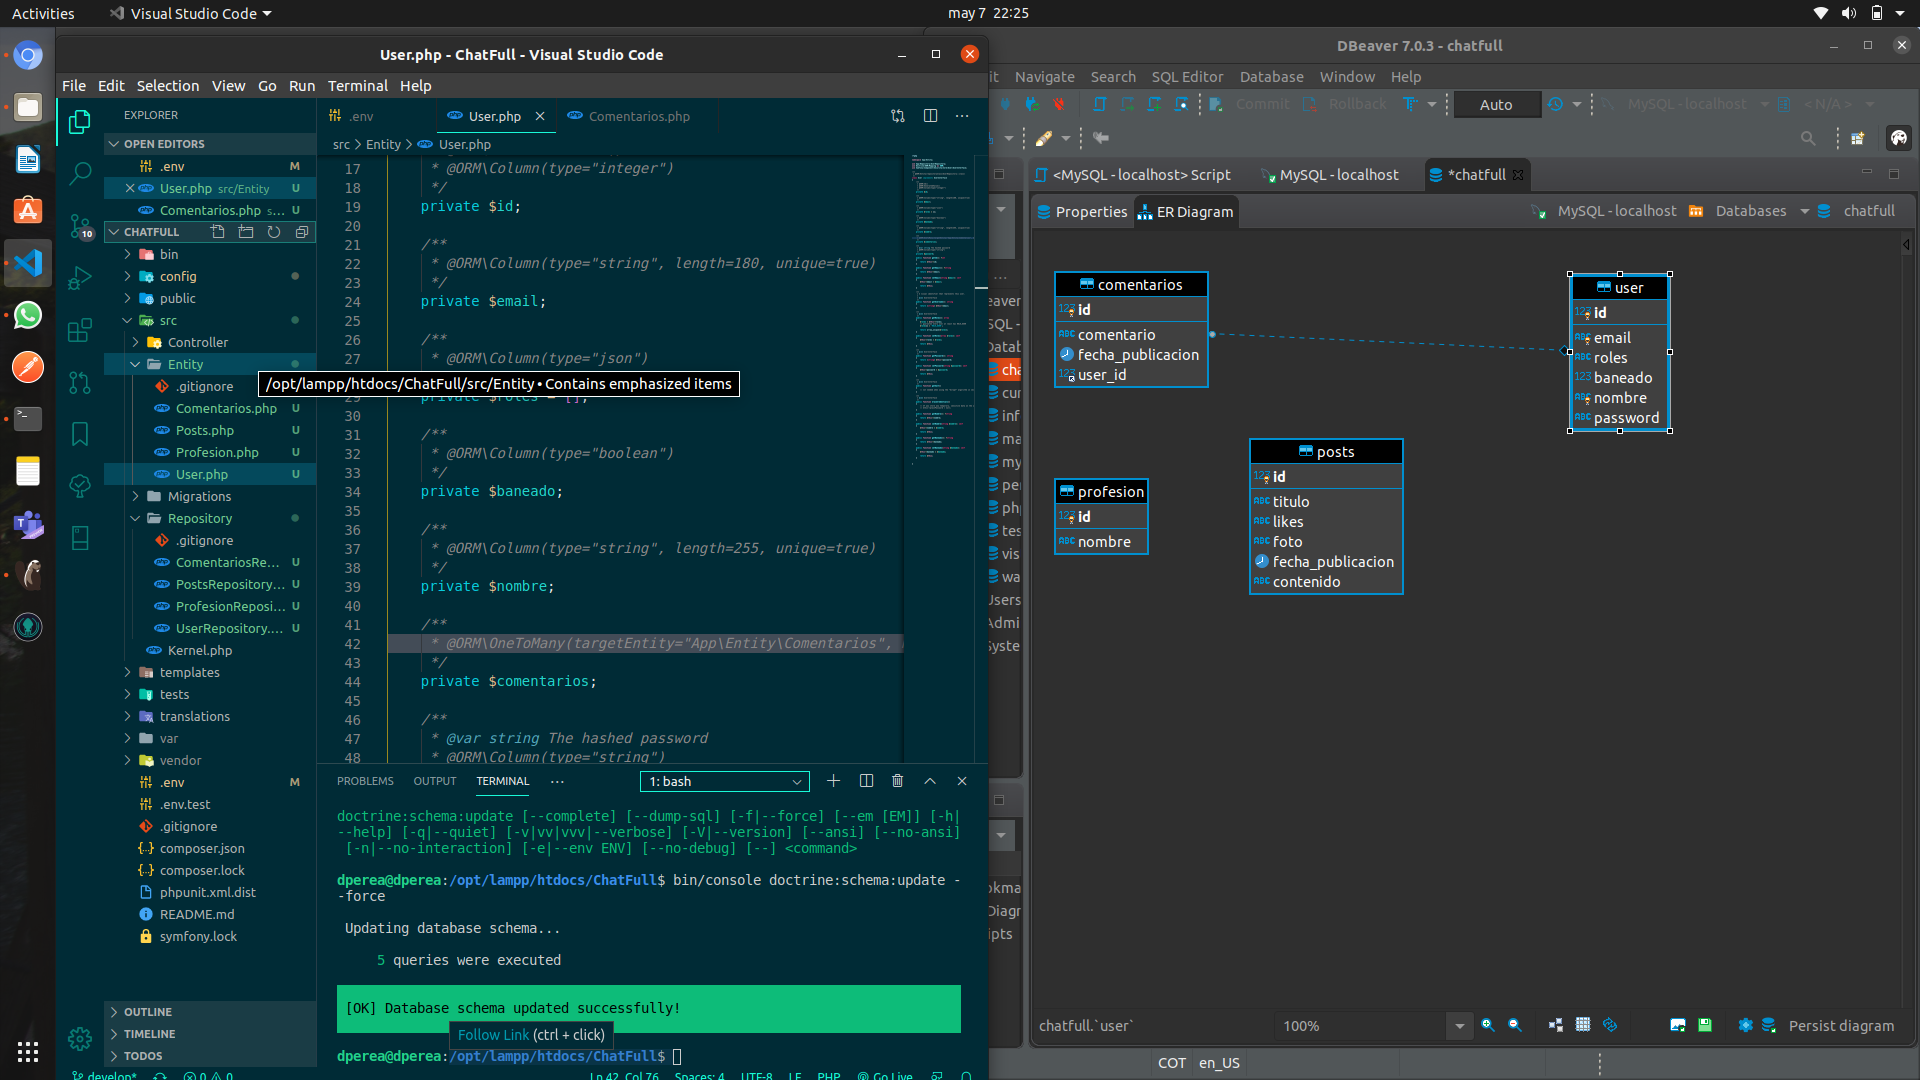 Activities
Visual Studio Code
may 7 22:25
User.php - ChatFull - Visual Studio Code
File Edit Selection View Go Run Terminal Help
EXPLORER
OPEN EDITORS
.env M
User.php src/Entity U
Comentarios.php s... U
CHATFULL
bin
config
public
src
Controller
Entity
.gitignore
Comentarios.php U
Posts.php U
Profesion.php U
User.php U
Migrations
Repository
.gitignore
ComentariosRe... U
PostsRepository... U
ProfesionReposi... U
UserRepository.... U
Kernel.php
templates
tests
translations
var
vendor
.env M
.env.test
.gitignore
composer.json
composer.lock
phpunit.xml.dist
README.md
symfony.lock
OUTLINE
TIMELINE
TODOS
10
.env
User.php
Comentarios.php
src > Entity > User.php
17 * @ORM\Column(type="integer")
18 */
19 private $id;
20
21 /**
22 * @ORM\Column(type="string", length=180, unique=true)
23 */
24 private $email;
25
26 /**
27 * @ORM\Column(type="json")
/opt/lampp/htdocs/ChatFull/src/Entity • Contains emphasized items
29 private $roles = [];
30
31 /**
32 * @ORM\Column(type="boolean")
33 */
34 private $baneado;
35
36 /**
37 * @ORM\Column(type="string", length=255, unique=true)
38 */
39 private $nombre;
40
41 /**
42 * @ORM\OneToMany(targetEntity="App\Entity\Comentarios",
43 */
44 private $comentarios;
45
46 /**
47 * @var string The hashed password
48 * @ORM\Column(type="string")
PROBLEMS OUTPUT TERMINAL ... 1: bash
doctrine:schema:update [--complete] [--dump-sql] [-f|--force] [--em [EM]] [-h|
--help] [-q|--quiet] [-v|vv|vvv|--verbose] [-V|--version] [--ansi] [--no-ansi]
[-n|--no-interaction] [-e|--env ENV] [--no-debug] [--] <command>
dperea@dperea:/opt/lampp/htdocs/ChatFull$ bin/console doctrine:schema:update -
-force
Updating database schema...
5 queries were executed
[OK] Database schema updated successfully!
Follow Link (ctrl + click)
dperea@dperea:/opt/lampp/htdocs/ChatFull$
develop* 0 0 Ln 42, Col 76 Spaces: 4 UTF-8 LF PHP Go Live
DBeaver 7.0.3 - chatfull
it Navigate Search SQL Editor Database Window Help
Commit Rollback Auto MySQL - localhost < N/A >
<MySQL - localhost> Script
MySQL - localhost
*chatfull
Properties
ER Diagram
MySQL - localhost Databases chatfull
eaver
SQL -
Datab
cha
cur
inf
ma
my
per
php
tes
vis
wa
Users
Admi
Syste
okma
Diagr
ipts
comentarios
id
comentario
fecha_publicacion
user_id
user
id
email
roles
baneado
nombre
password
profesion
id
nombre
posts
id
titulo
likes
foto
fecha_publicacion
contenido
chatfull.`user`
100%
Persist diagram
COT en_US